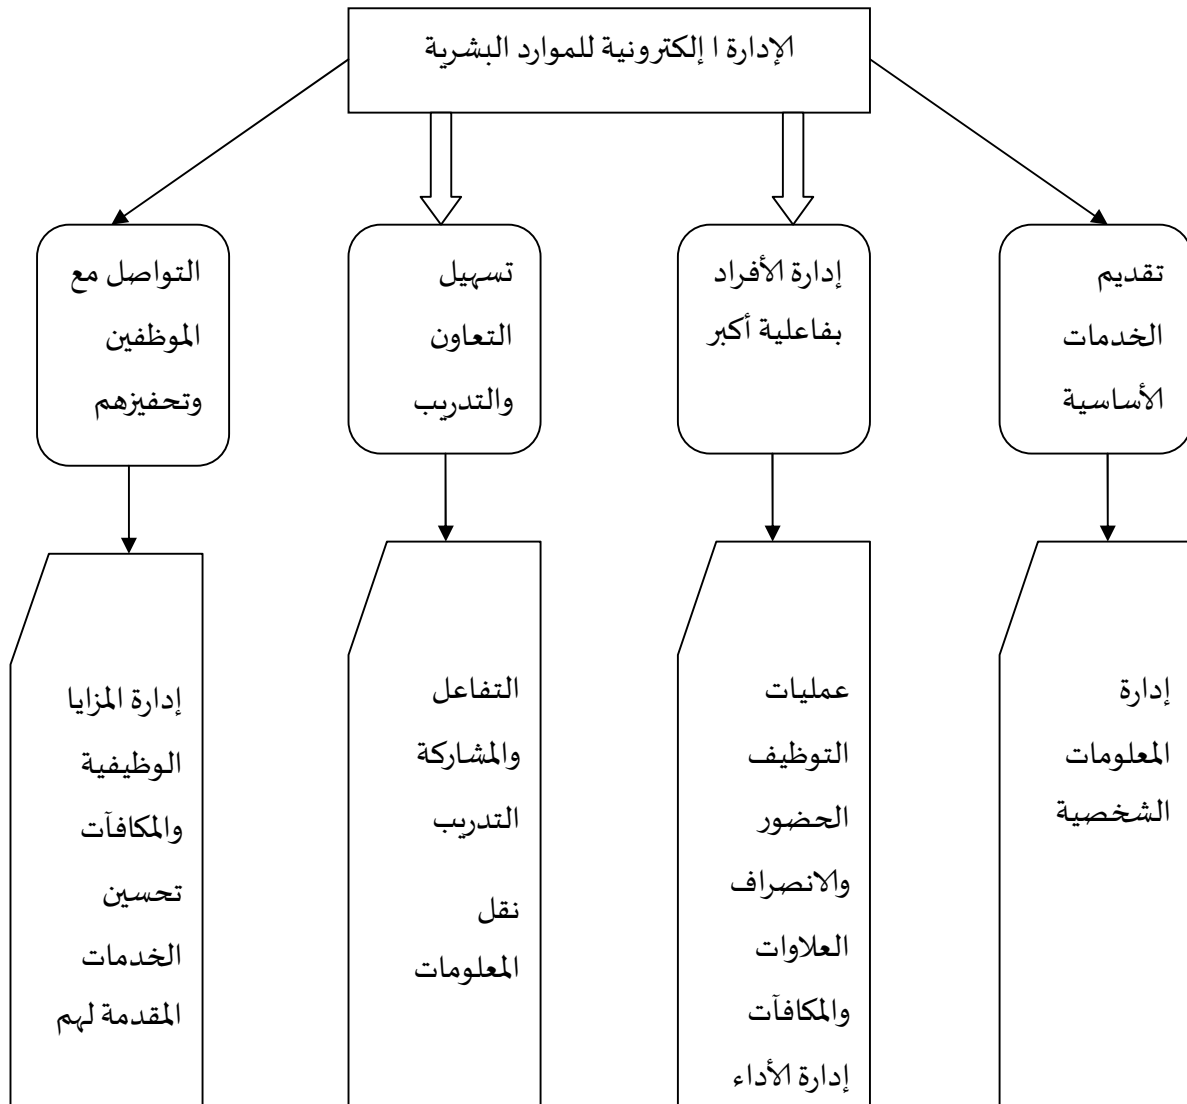 الإدارة ا إلكترونية للموارد البشرية
تقديم
الخدمات
الأساسية
إدارة الأفراد
بفاعلية أكبر
تسهيل
التعاون
والتدريب
التواصل مع
الموظفين
وتحفيزهم
إدارة
المعلومات
الشخصية
عمليات
التوظيف
الحضور
والانصراف
العلاوات
والمكافآت
إدارة الأداء
التفاعل
والمشاركة
التدريب
نقل
المعلومات
إدارة المزايا
الوظيفية
والمكافآت
تحسين
الخدمات
المقدمة لهم